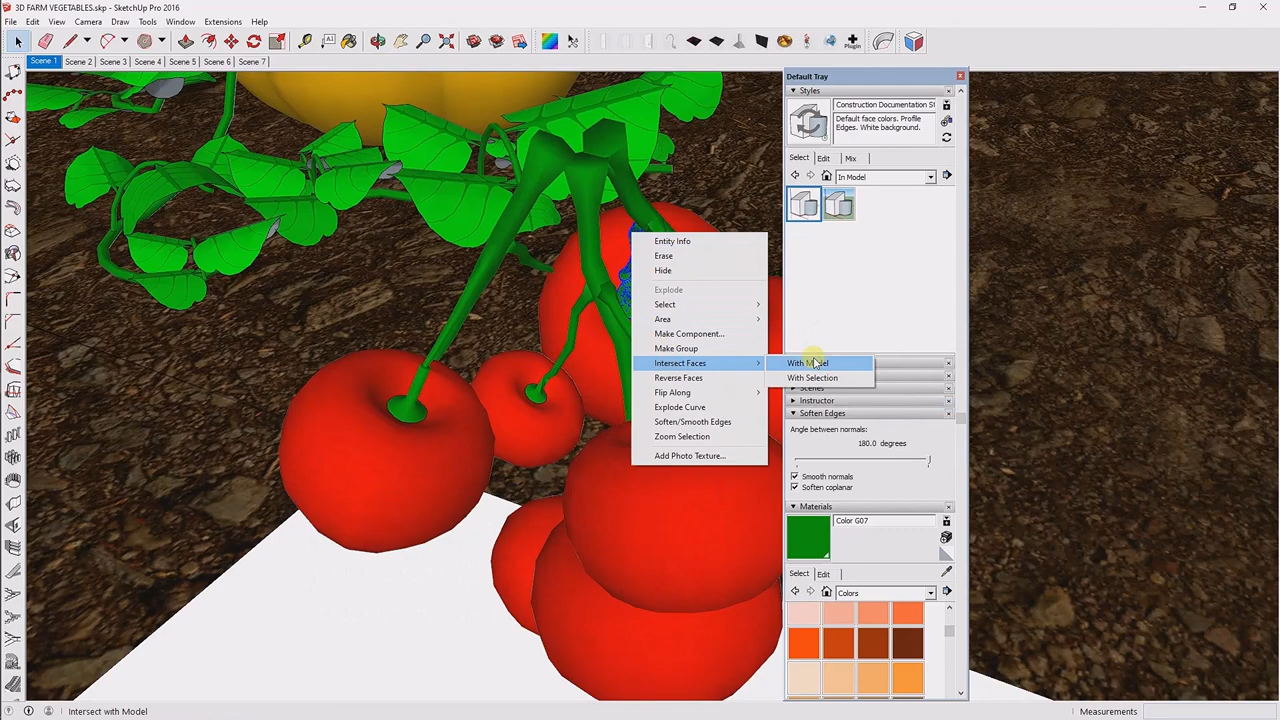 3D FARM VEGETABLES.skp - SketchUp Pro 2016
File Edit View Camera Draw Tools Window Extensions Help
Scene 1 Scene 2 Scene 3 Scene 4 Scene 5 Scene 6 Scene 7
Default Tray
Styles
Construction Documentation St
Default face colors. Profile
Edges. White background.
Select Edit Mix
In Model
Entity Info
Erase
Hide
Explode
Select
Area
Make Component...
Make Group
Intersect Faces
Reverse Faces
Flip Along
Explode Curve
Soften/Smooth Edges
Zoom Selection
Add Photo Texture...
With Model
With Selection
Scenes
Instructor
Soften Edges
Angle between normals:
180.0 degrees
Smooth normals
Soften coplanar
Materials
Color G07
Select Edit
Colors
Intersect with Model
Measurements